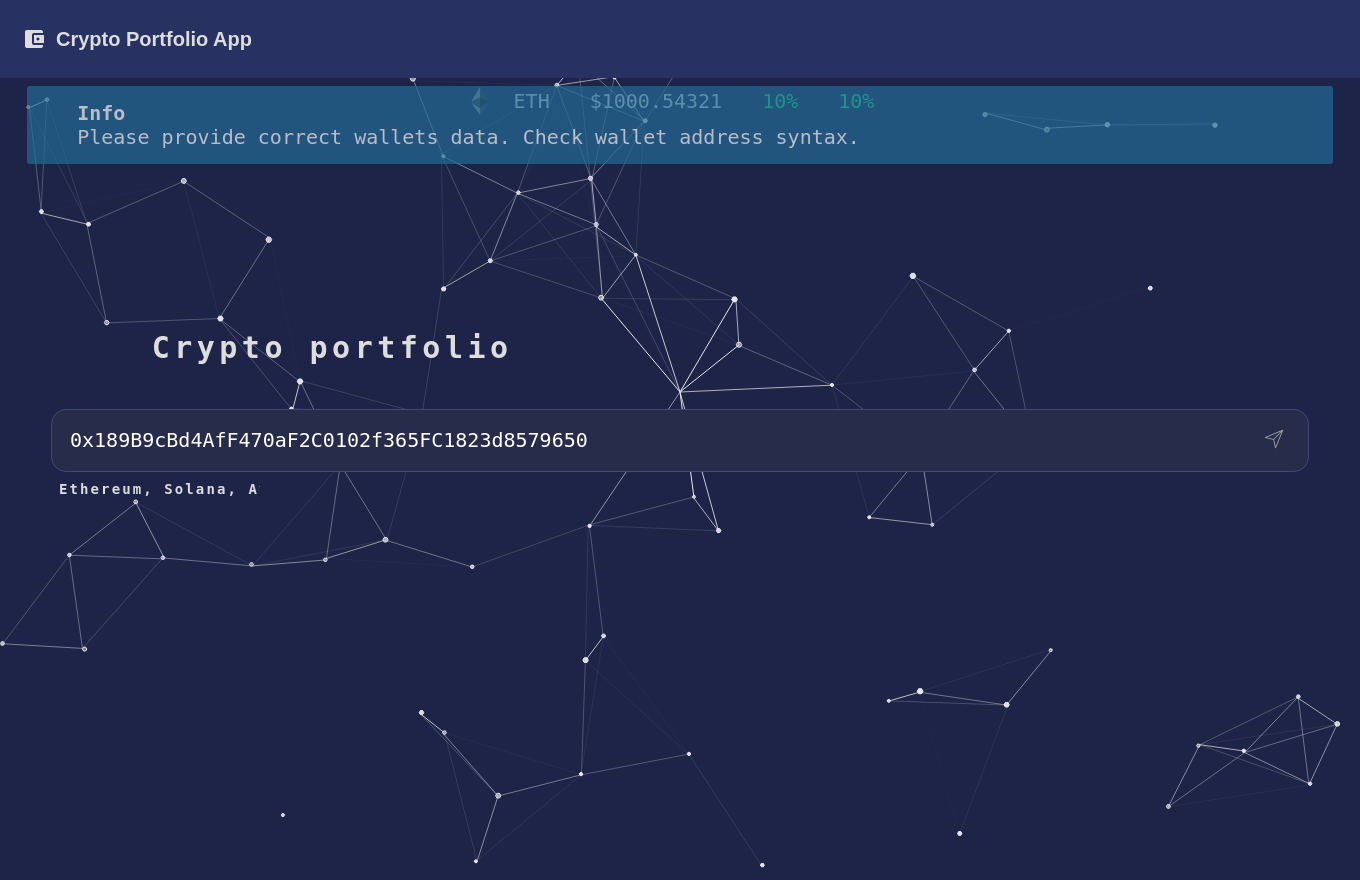 Crypto Portfolio App
ETH $1000.54321 10% 10%
Info
Please provide correct wallets data. Check wallet address syntax.
Crypto portfolio
0x189B9cBd4AfF470aF2C0102f365FC1823d8579650
Ethereum, Solana, A